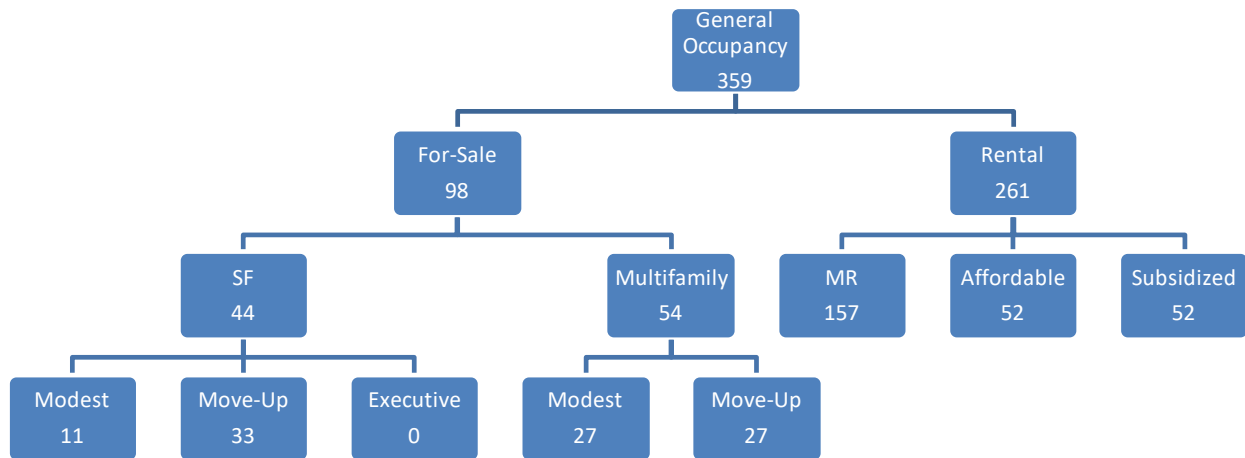 General
Occupancy
359
For-Sale
98
Rental
261
SF
44
Multifamily
54
MR
157
Affordable
52
Subsidized
52
Modest
11
Move-Up
33
Executive
0
Modest
27
Move-Up
27